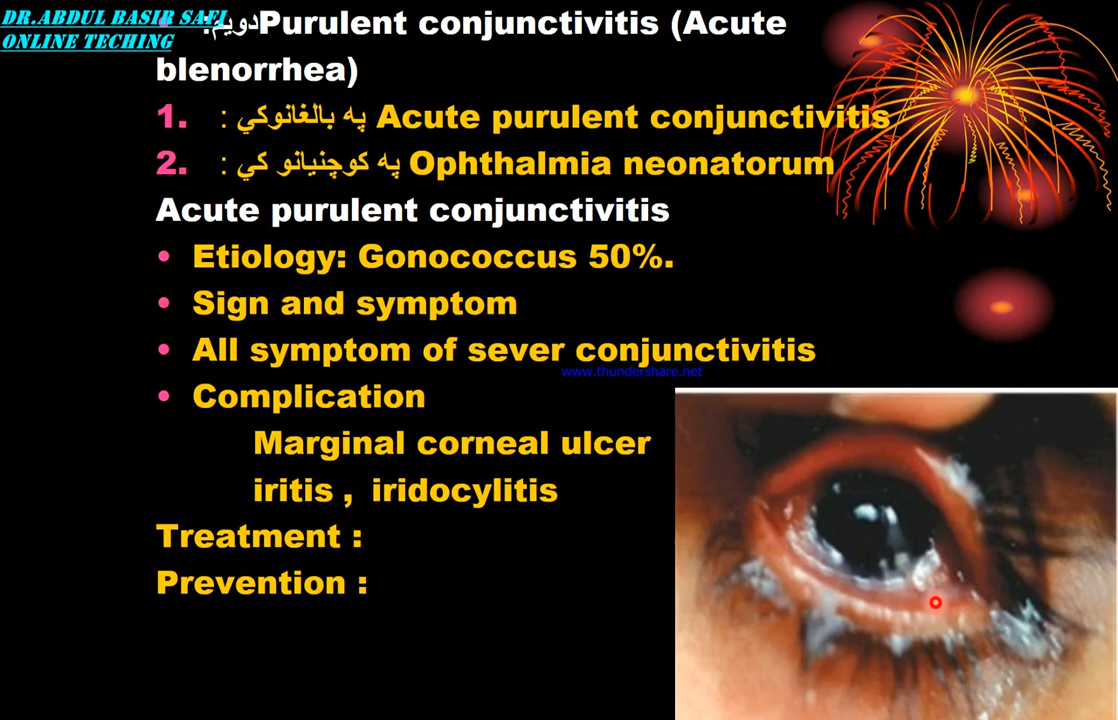 DR.ABDUL BASIR SAFI
ONLINE TECHING
دویم: Purulent conjunctivitis (Acute
blenorrhea)
1. په بالغانوکي : Acute purulent conjunctivitis
2. په کوچنیانو کي : Ophthalmia neonatorum
Acute purulent conjunctivitis
• Etiology: Gonococcus 50%.
• Sign and symptom
• All symptom of sever conjunctivitis
www.thundershare.net
• Complication
Marginal corneal ulcer
iritis , iridocylitis
Treatment :
Prevention :